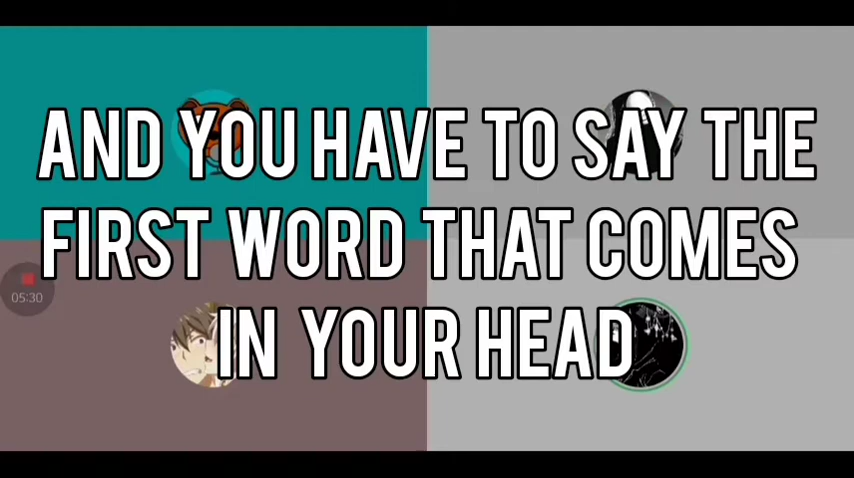 AND YOU HAVE TO SAY THE
FIRST WORD THAT COMES
IN YOUR HEAD
05:30